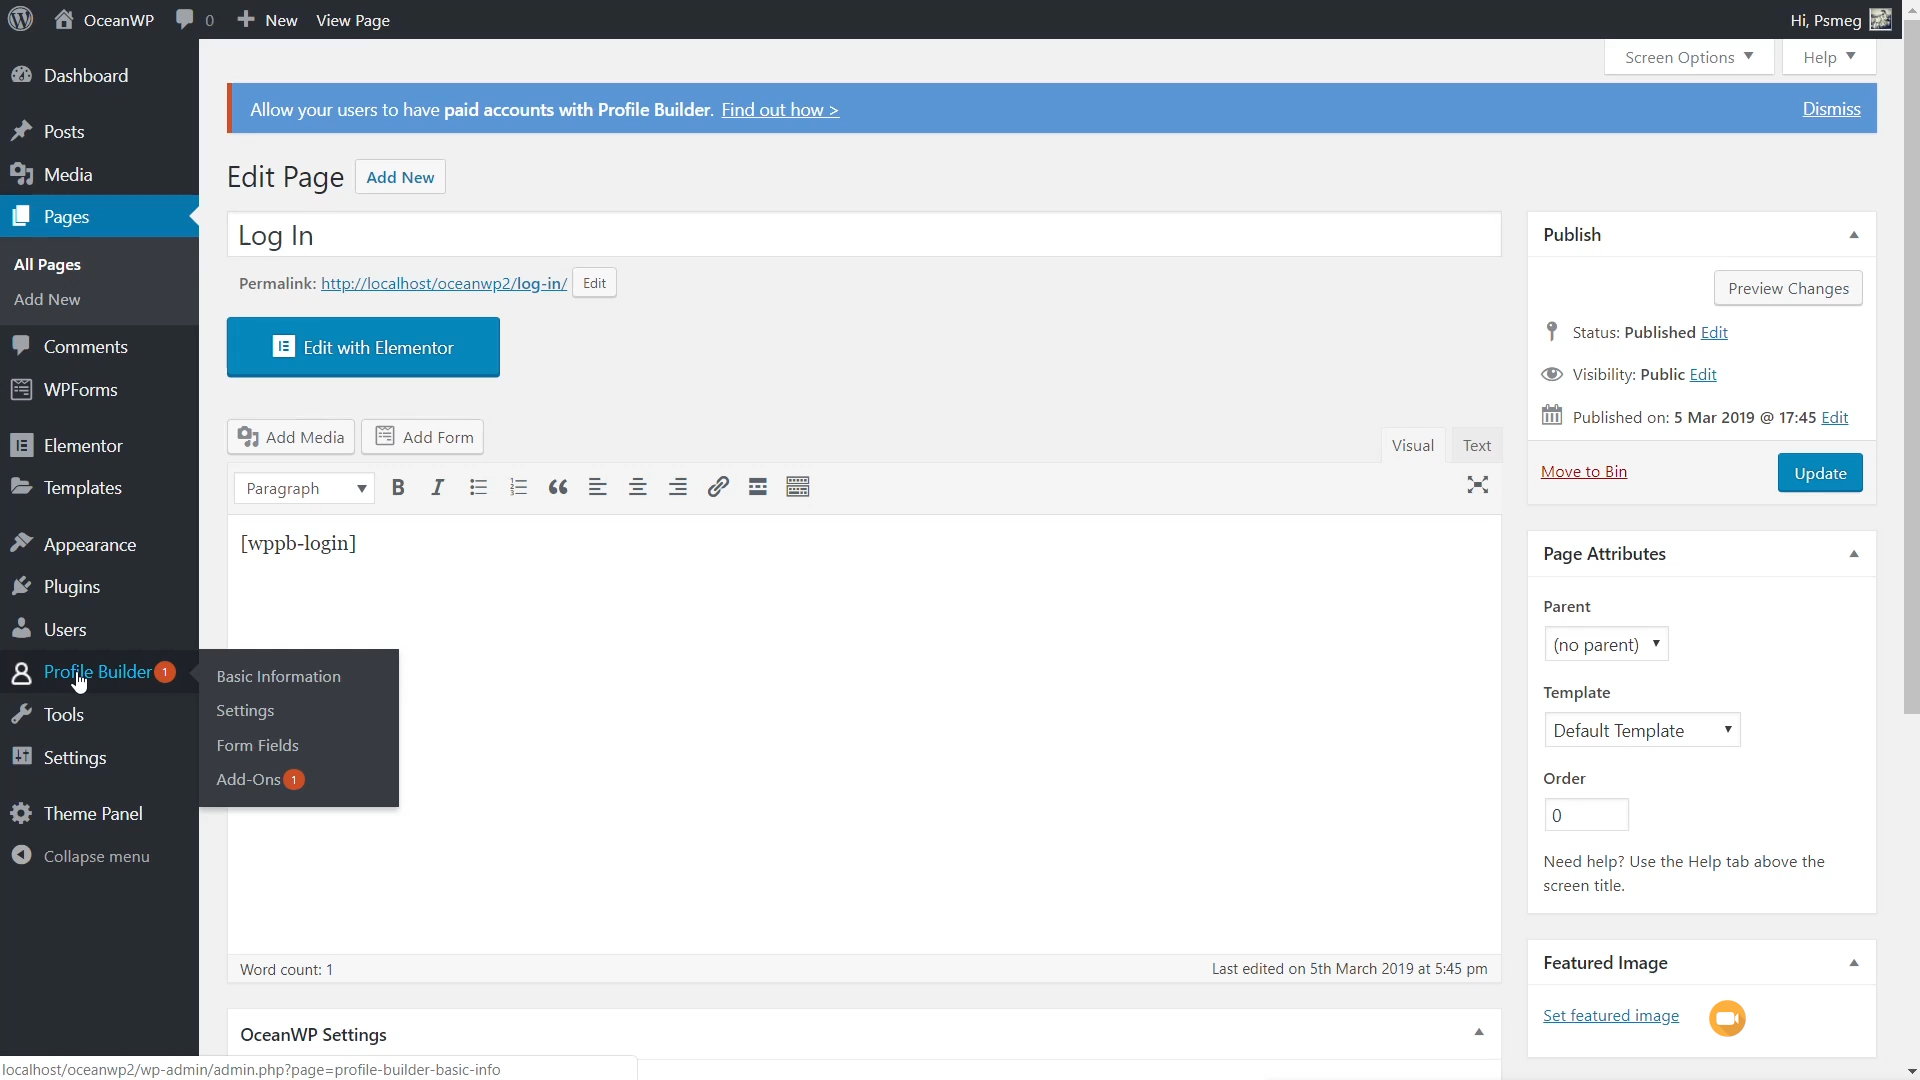 OceanWP 0 New View Page Hi, Psmeg
Screen Options Help
Dashboard
Posts
Media
Pages
All Pages
Add New
Comments
WPForms
Elementor
Templates
Appearance
Plugins
Users
Profile Builder 1
Tools
Settings
Theme Panel
Collapse menu
Basic Information
Settings
Form Fields
Add-Ons 1
Allow your users to have paid accounts with Profile Builder. Find out how > Dismiss
Edit Page Add New
Log In
Permalink: http://localhost/oceanwp2/log-in/ Edit
Edit with Elementor
Add Media Add Form Visual Text
Paragraph
[wppb-login]
Word count: 1 Last edited on 5th March 2019 at 5:45 pm
OceanWP Settings
Publish
Preview Changes
Status: Published Edit
Visibility: Public Edit
Published on: 5 Mar 2019 @ 17:45 Edit
Move to Bin Update
Page Attributes
Parent
(no parent)
Template
Default Template
Order
0
Need help? Use the Help tab above the
screen title.
Featured Image
Set featured image
localhost/oceanwp2/wp-admin/admin.php?page=profile-builder-basic-info